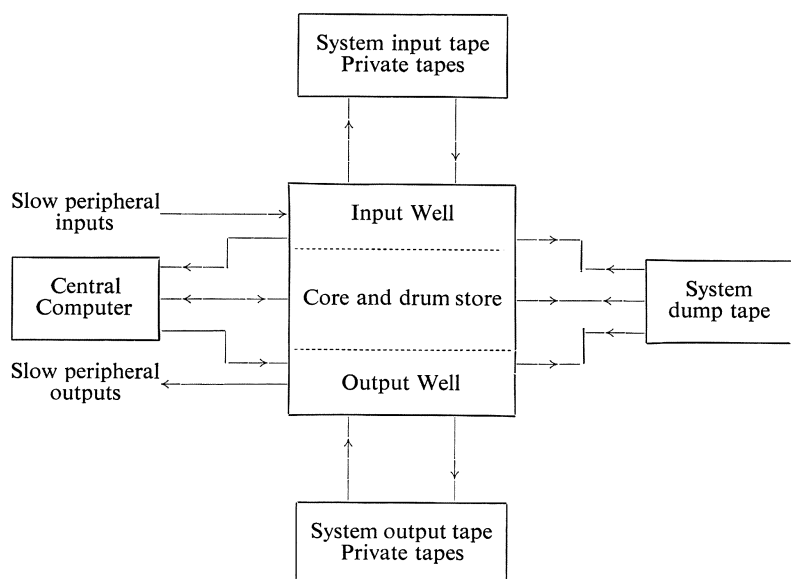 System input tape
Private tapes
Slow peripheral
inputs
Input Well
Central
Computer
Core and drum store
System
dump tape
Slow peripheral
outputs
Output Well
System output tape
Private tapes